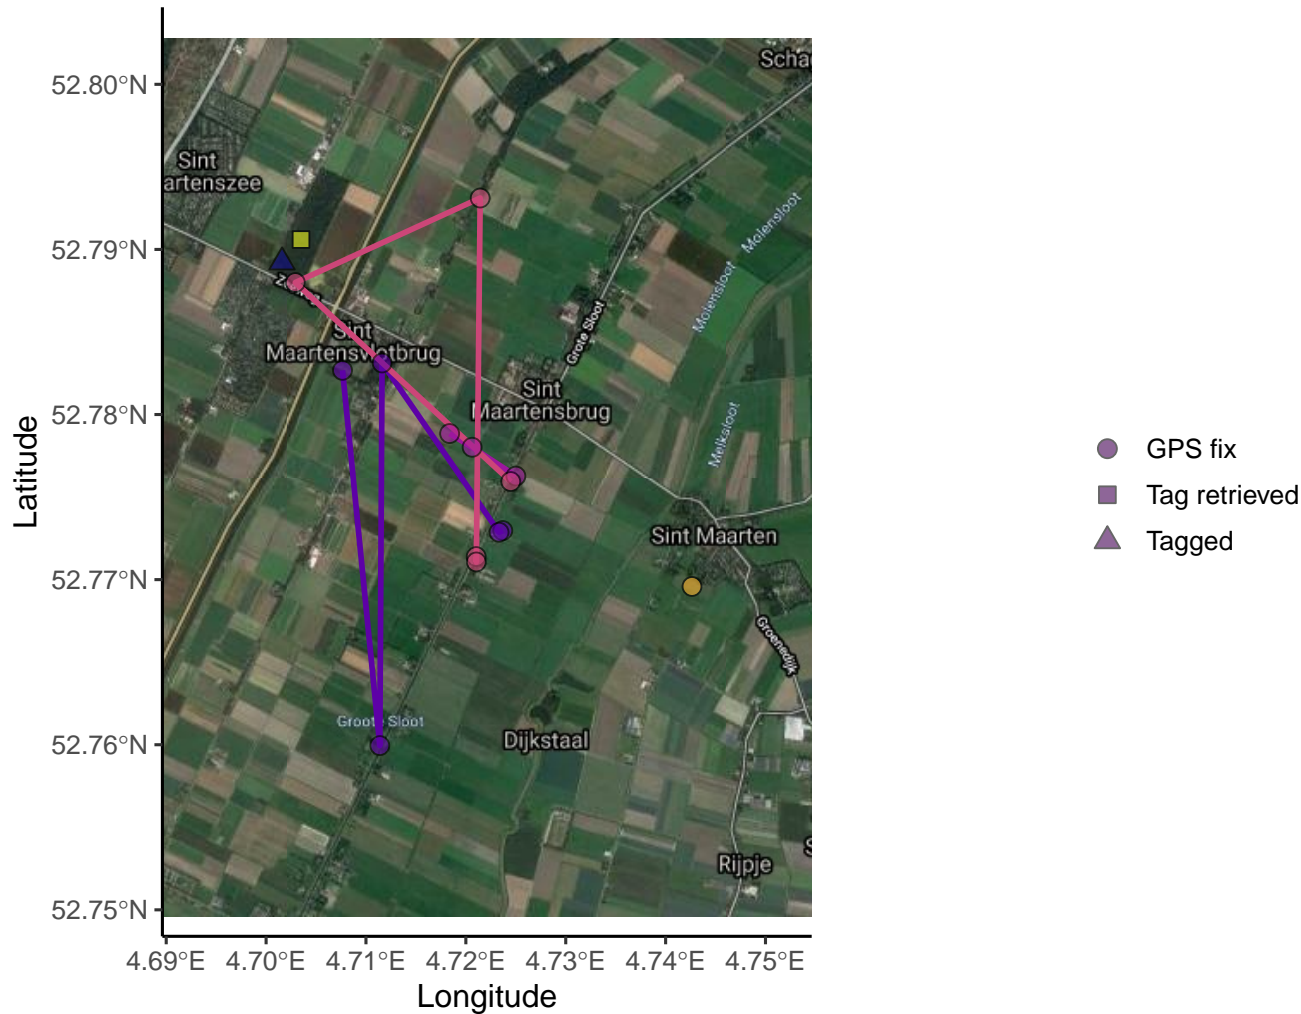 Latitude
52.80°N
52.79°N
52.78°N
52.77°N
52.76°N
52.75°N
Scha
Sint
artenszee
Molensloot
Molensloot
Grote Sloot
Sint
Maartensvlotbrug
Sint
Maartensbrug
Melksloot
Sint Maarten
Groenedijk
Groote Sloot
Dijkstaal
Rijpje
S
4.69°E 4.70°E 4.71°E 4.72°E 4.73°E 4.74°E 4.75°E
Longitude
GPS fix
Tag retrieved
Tagged